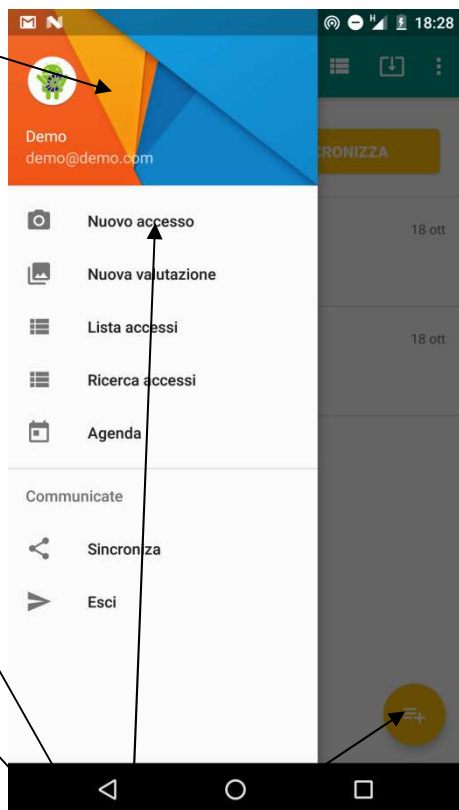 18:28
Demo
demo@demo.com
CRONIZZA
Nuovo accesso
18 ott
Nuova valutazione
Lista accessi
18 ott
Ricerca accessi
Agenda
Communicate
Sincroniza
Esci